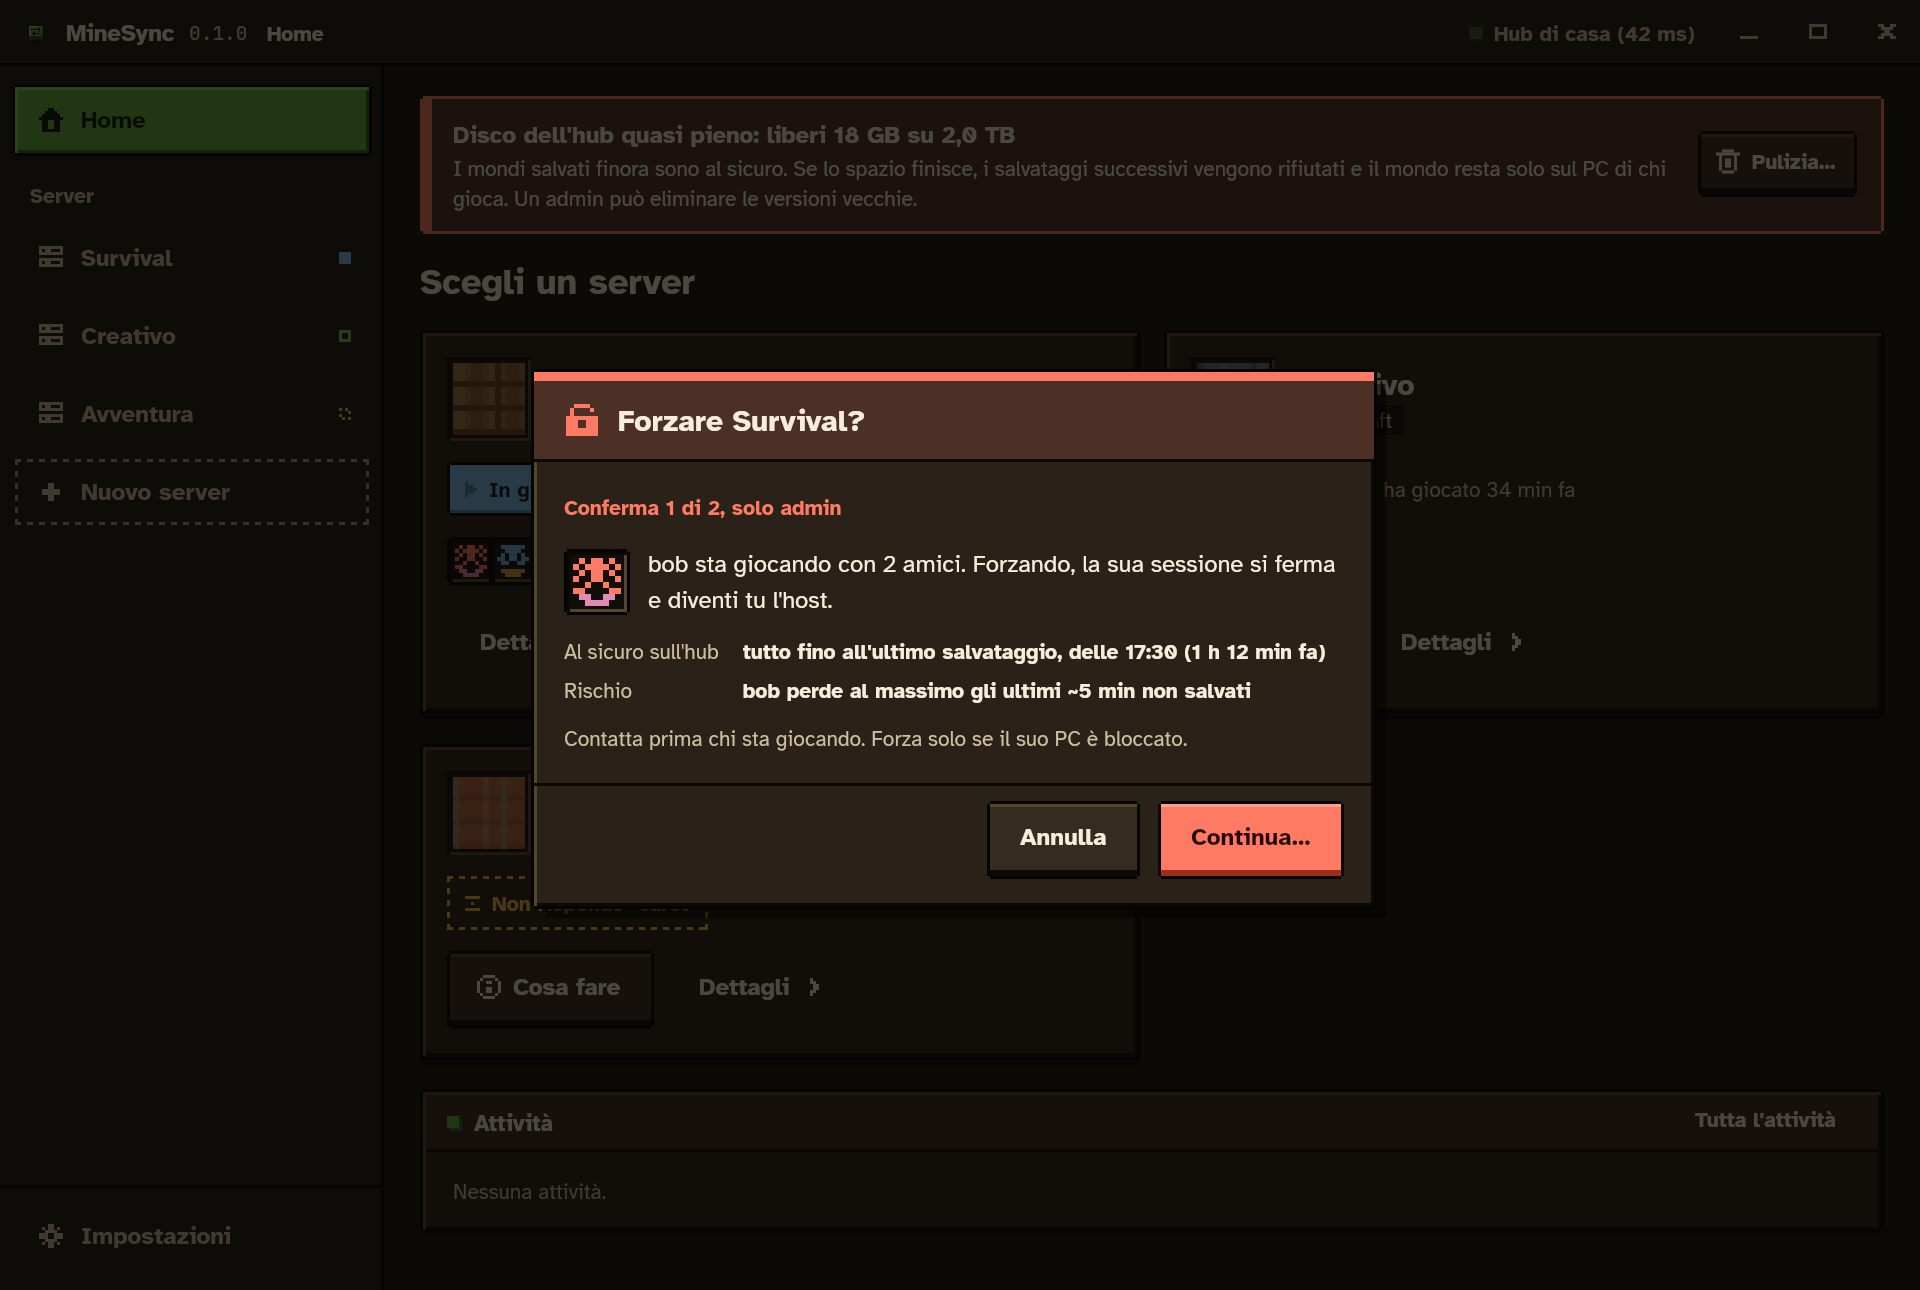 MineSync 0.1.0 Home
Hub di casa (42 ms)
Home
Server
Survival
Creativo
Avventura
Nuovo server
Impostazioni
Disco dell'hub quasi pieno: liberi 18 GB su 2,0 TB
I mondi salvati finora sono al sicuro. Se lo spazio finisce, i salvataggi successivi vengono rifiutati e il mondo resta solo sul PC di chi
gioca. Un admin può eliminare le versioni vecchie.
Pulizia...
Scegli un server
ha giocato 34 min fa
Dettagli
Forzare Survival?
Conferma 1 di 2, solo admin
bob sta giocando con 2 amici. Forzando, la sua sessione si ferma
e diventi tu l'host.
Al sicuro sull'hub tutto fino all'ultimo salvataggio, delle 17:30 (1 h 12 min fa)
Rischio bob perde al massimo gli ultimi ~5 min non salvati
Contatta prima chi sta giocando. Forza solo se il suo PC è bloccato.
Annulla
Continua...
Non
Cosa fare
Dettagli
Attività
Tutta l'attività
Nessuna attività.